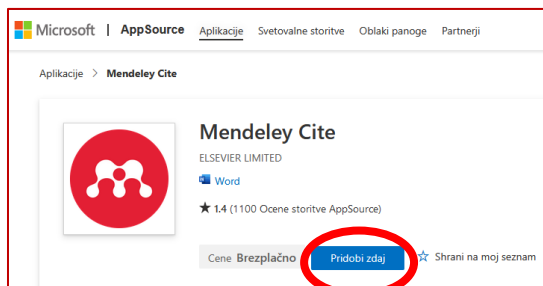 Microsoft | AppSource Aplikacije Svetovalne storitve Oblaki panoge Partnerji
Aplikacije > Mendeley Cite
Mendeley Cite
ELSEVIER LIMITED
Word
★ 1.4 (1100 Ocene storitve AppSource)
Cene Brezplačno Pridobi zdaj ☆ Shrani na moj seznam